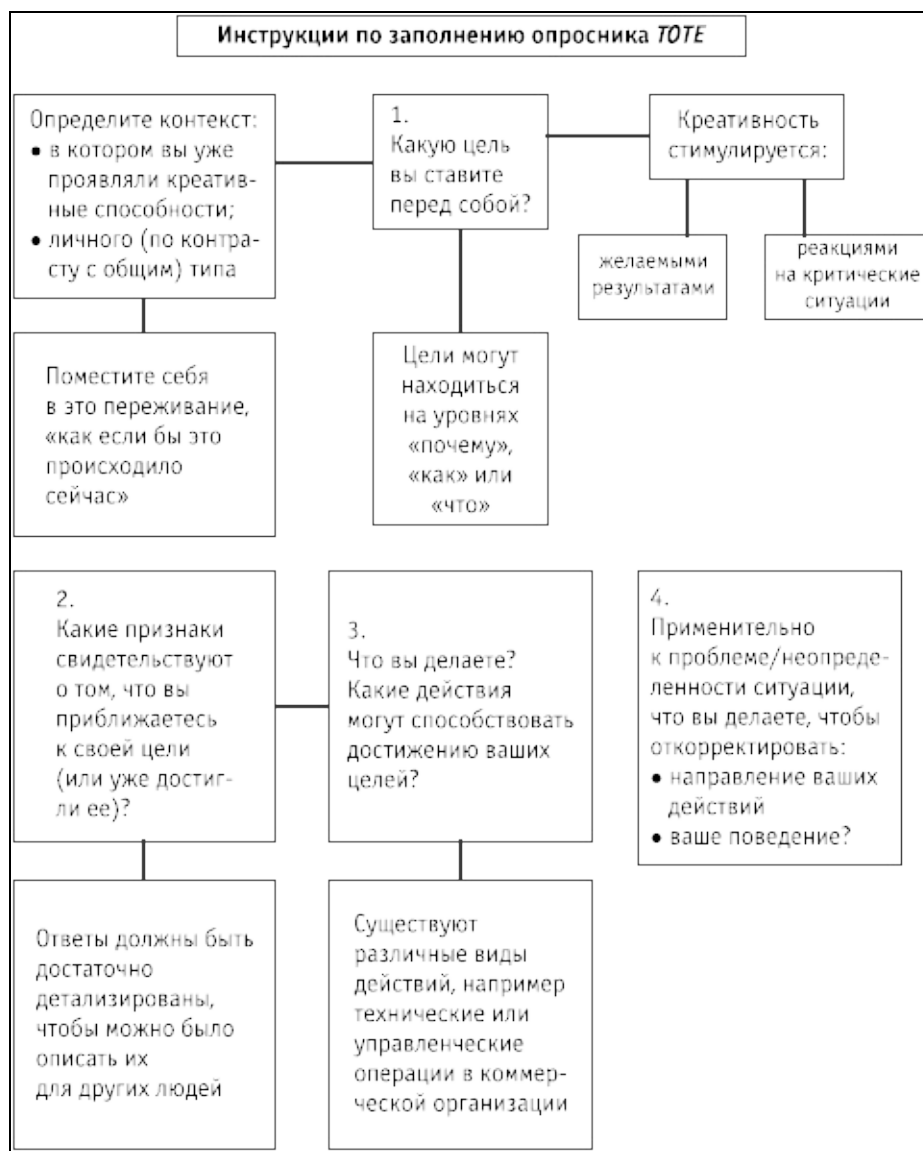 Инструкции по заполнению опросника TOTE
Определите контекст:
• в котором вы уже
проявляли креатив-
ные способности;
• личного (по контра-
сту с общим) типа
1.
Какую цель
вы ставите
перед собой?
Креативность
стимулируется:
желаемыми
результатами
реакциями
на критические
ситуации
Поместите себя
в это переживание,
«как если бы это
происходило
сейчас»
Цели могут
находиться
на уровнях
«почему»,
«как» или
«что»
2.
Какие признаки
свидетельствуют
о том, что вы
приближаетесь
к своей цели
(или уже достиг-
ли ее)?
3.
Что вы делаете?
Какие действия
могут способствовать
достижению ваших
целей?
4.
Применительно
к проблеме/неопреде-
ленности ситуации,
что вы делаете, чтобы
откорректировать:
• направление ваших
действий
• ваше поведение?
Ответы должны быть
достаточно
детализированы,
чтобы можно было
описать их
для других людей
Существуют
различные виды
действий, например
технические или
управленческие
операции в коммер-
ческой организации